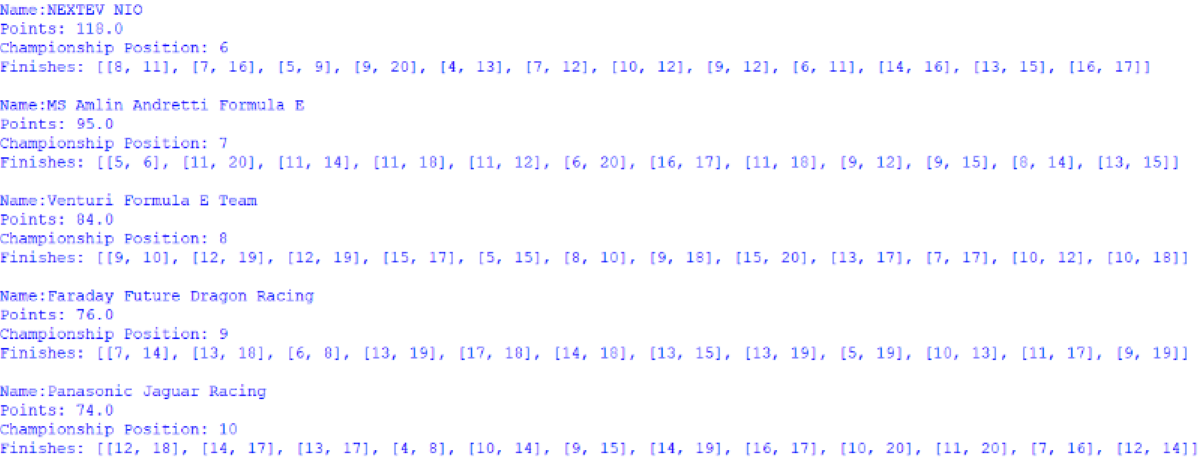 Name:NEXTEV NIO
Points: 118.0
Championship Position: 6
Finishes: [[8, 11], [7, 16], [5, 9], [9, 20], [4, 13], [7, 12], [10, 12], [9, 12], [6, 11], [14, 16], [13, 15], [16, 17]]
Name:MS Amlin Andretti Formula E
Points: 95.0
Championship Position: 7
Finishes: [[5, 6], [11, 20], [11, 14], [11, 18], [11, 12], [6, 20], [16, 17], [11, 18], [9, 12], [9, 15], [8, 14], [13, 15]]
Name:Venturi Formula E Team
Points: 84.0
Championship Position: 8
Finishes: [[9, 10], [12, 19], [12, 19], [15, 17], [5, 15], [8, 10], [9, 18], [15, 20], [13, 17], [7, 17], [10, 12], [10, 18]]
Name:Faraday Future Dragon Racing
Points: 76.0
Championship Position: 9
Finishes: [[7, 14], [13, 18], [6, 8], [13, 19], [17, 18], [14, 18], [13, 15], [13, 19], [5, 19], [10, 13], [11, 17], [9, 19]]
Name:Panasonic Jaguar Racing
Points: 74.0
Championship Position: 10
Finishes: [[12, 18], [14, 17], [13, 17], [4, 8], [10, 14], [9, 15], [14, 19], [16, 17], [10, 20], [11, 20], [7, 16], [12, 14]]